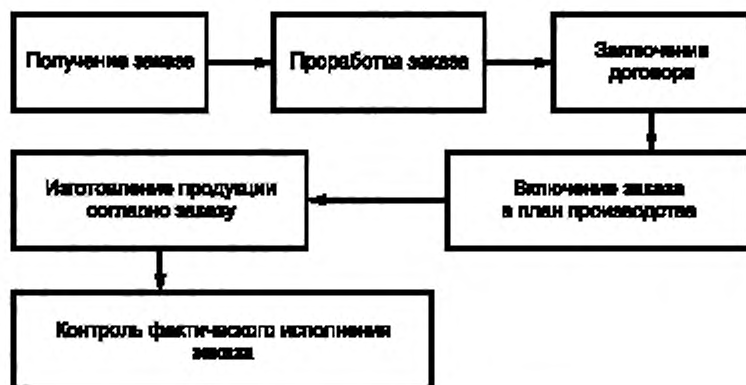 Получение заказа
Проработка заказа
Заключение
договора
Включение заказа
в план производства
Изготовление продукции
согласно заказу
Контроль фактического исполнения
заказа